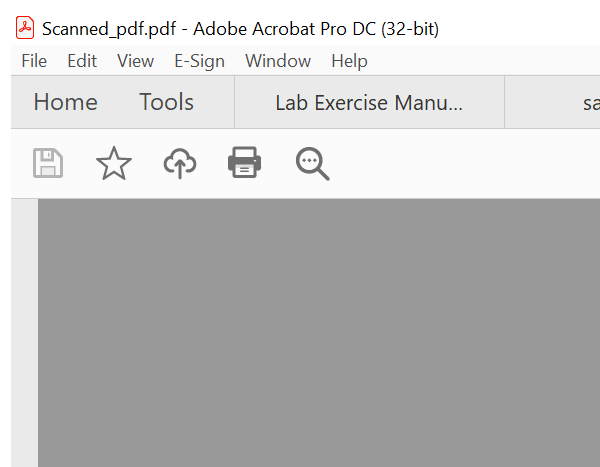 Scanned_pdf.pdf - Adobe Acrobat Pro DC (32-bit)
File Edit View E-Sign Window Help
Home Tools Lab Exercise Manu... sa